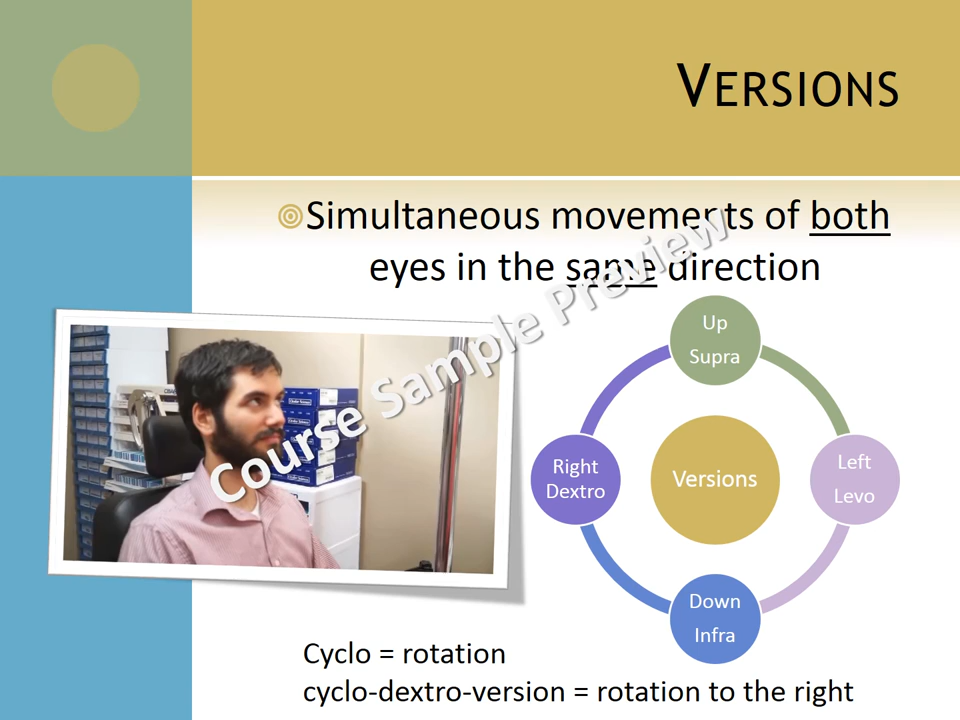 Versions
Simultaneous movements of both
eyes in the same direction
Course Sample Preview
Up
Supra
Right
Dextro
Versions
Left
Levo
Down
Infra
Cyclo = rotation
cyclo-dextro-version = rotation to the right